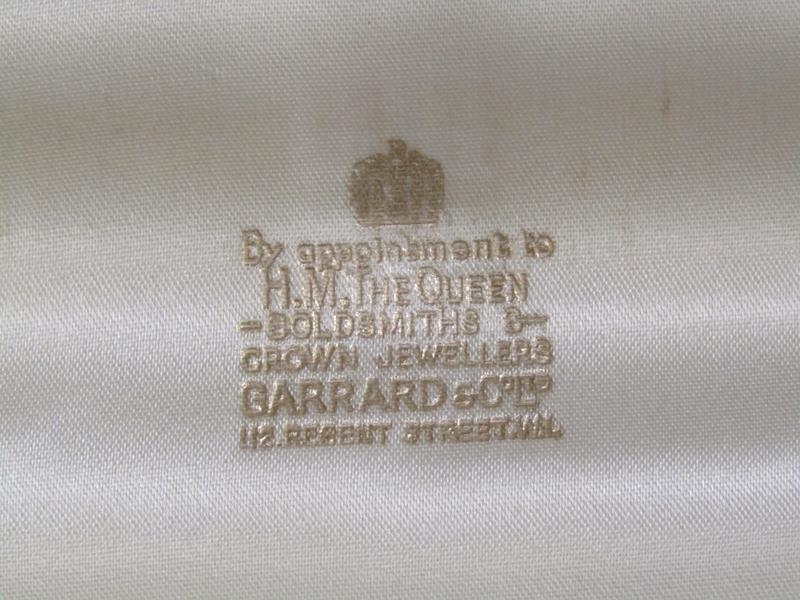 By appointment to
H.M. THE QUEEN
-GOLDSMITHS &-
CROWN JEWELLERS
GARRARD & Co LTD
112. REGENT STREET. W.1.